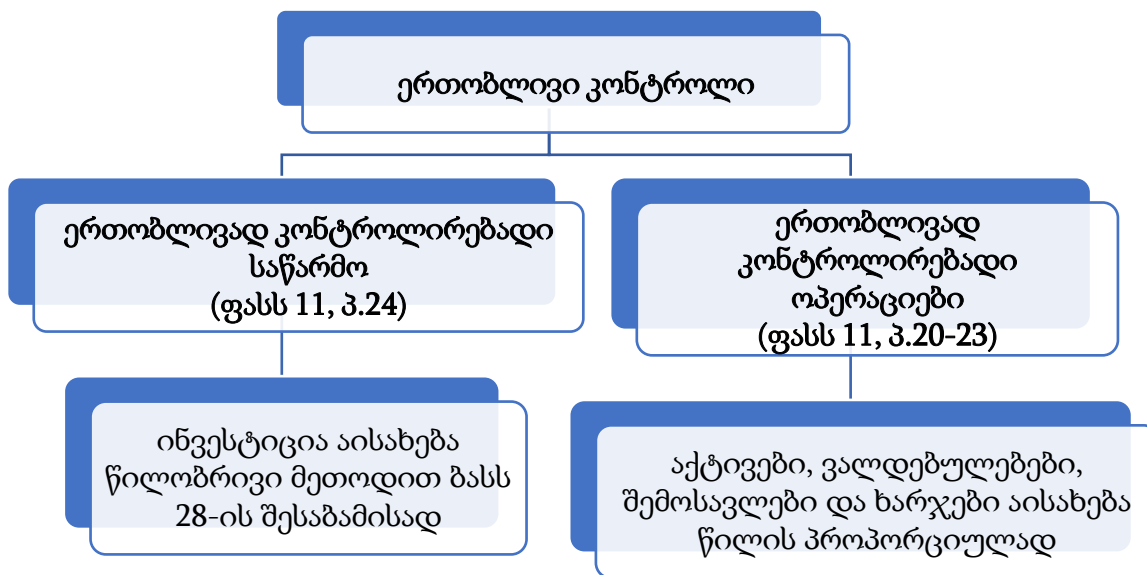 ერთობლივი კონტროლი
ერთობლივად კონტროლირებადი
საწარმო
(ფასს 11, პ.24)
ერთობლივად
კონტროლირებადი
ოპერაციები
(ფასს 11, პ.20-23)
ინვესტიცია აისახება
წილობრივი მეთოდით ბასს
28-ის შესაბამისად
აქტივები, ვალდებულებები,
შემოსავლები და ხარჯები აისახება
წილის პროპორციულად